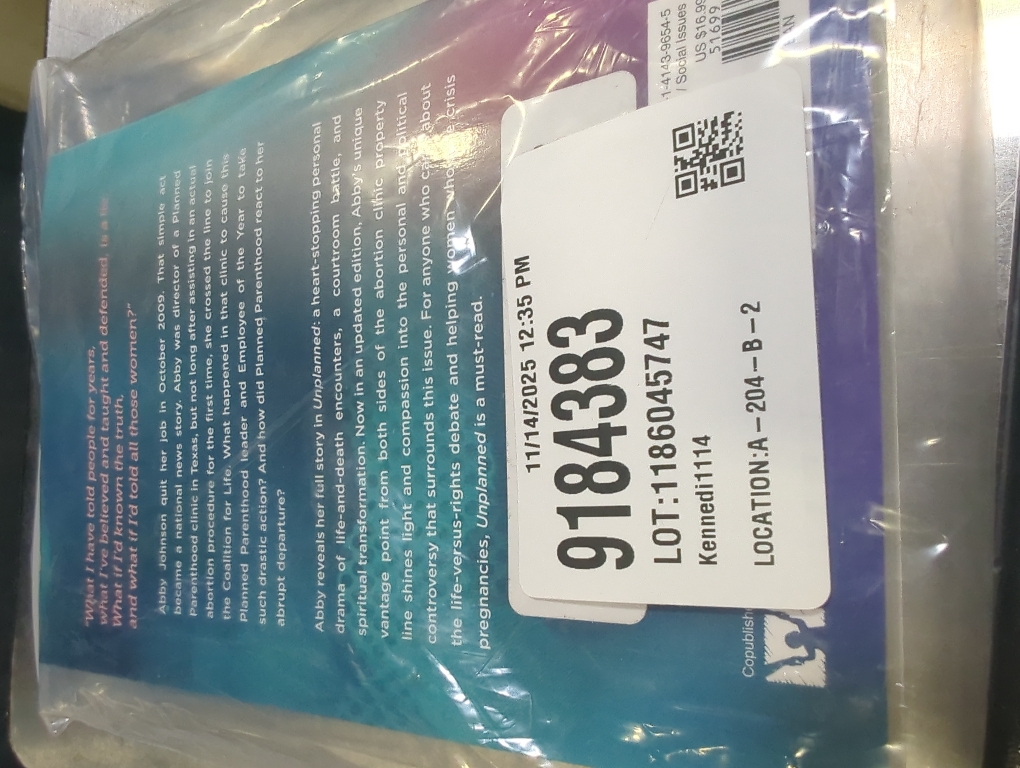 "What I have told people for years,
what I've believed and taught and defended, is a lie.
What if I'd known the truth,
and what if I'd told all those women?"
Abby Johnson quit her job in October 2009. That simple act
became a national news story. Abby was director of a Planned
Parenthood clinic in Texas, but not long after assisting in an actual
abortion procedure for the first time, she crossed the line to join
the Coalition for Life. What happened in that clinic to cause this
Planned Parenthood leader and Employee of the Year to take
such drastic action? And how did Planned Parenthood react to her
abrupt departure?
Abby reveals her full story in Unplanned: a heart-stopping personal
drama of life-and-death encounters, a courtroom battle, and
spiritual transformation. Now in an updated edition, Abby's unique
vantage point from both sides of the abortion clinic property
line shines light and compassion into the personal and political
controversy that surrounds this issue. For anyone who cares about
the life-versus-rights debate and helping women who face crisis
pregnancies, Unplanned is a must-read.
11/14/2025 12:35 PM
9184383
LOT:1186045747
Kennedi1114
LOCATION:A-204-B-2
1-4143-9654-5
/ Social Issues
US $16.99
51699
Copublish